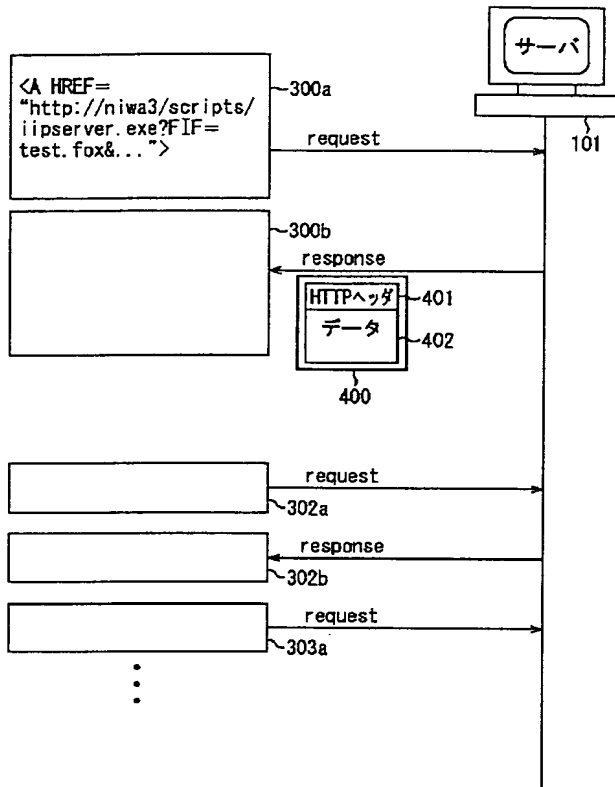 サーバ
101
<A HREF=
“http://niwa3/scripts/
iipserver.exe?FIF=
test.fox&...”>
300a
request
300b
response
HTTPヘッダ
401
データ
402
400
request
302a
response
302b
request
303a